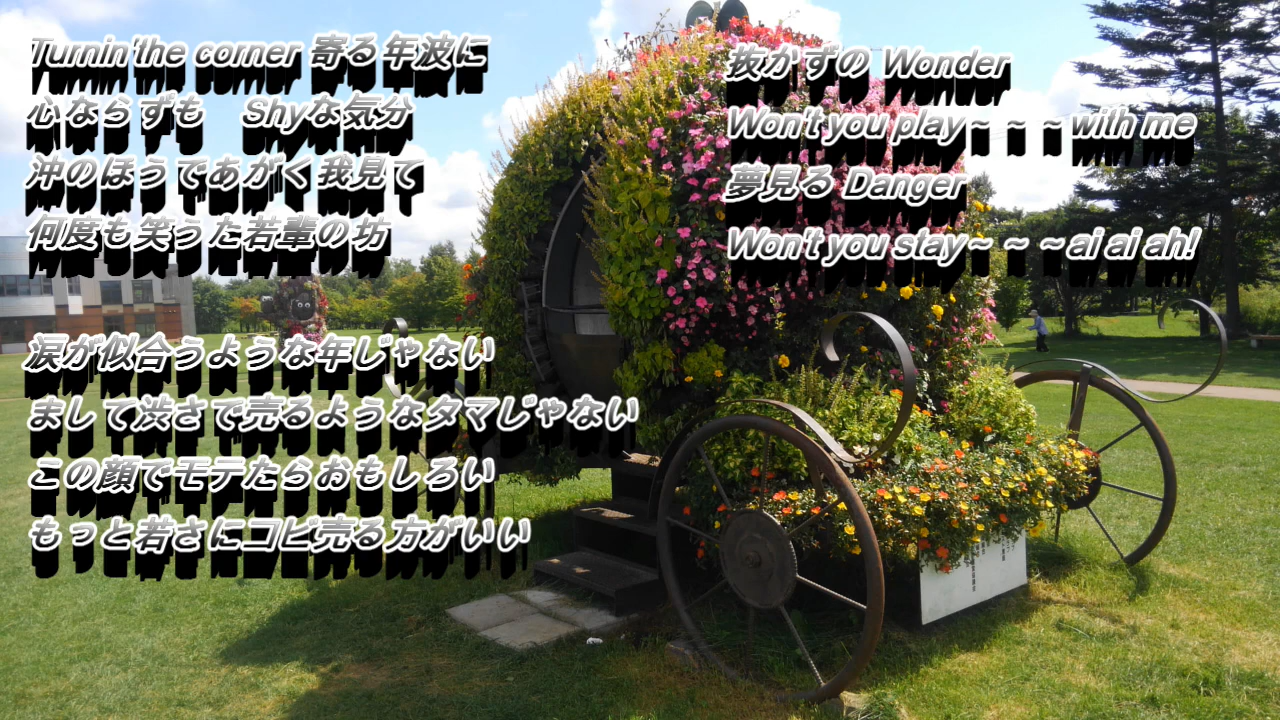 Turnin'the corner 寄る年波に
心ならずも　Shyな気分
沖のほうであがく我見て
何度も笑った若輩の坊
涙が似合うような年じゃない
まして渋さで売るようなタマじゃない
この顔でモテたらおもしろい
もっと若さにコビ売る方がいい
抜かずの Wonder
Won't you play~ ~ ~with me
夢見る Danger
Won't you stay~ ~ ~ai ai ah!